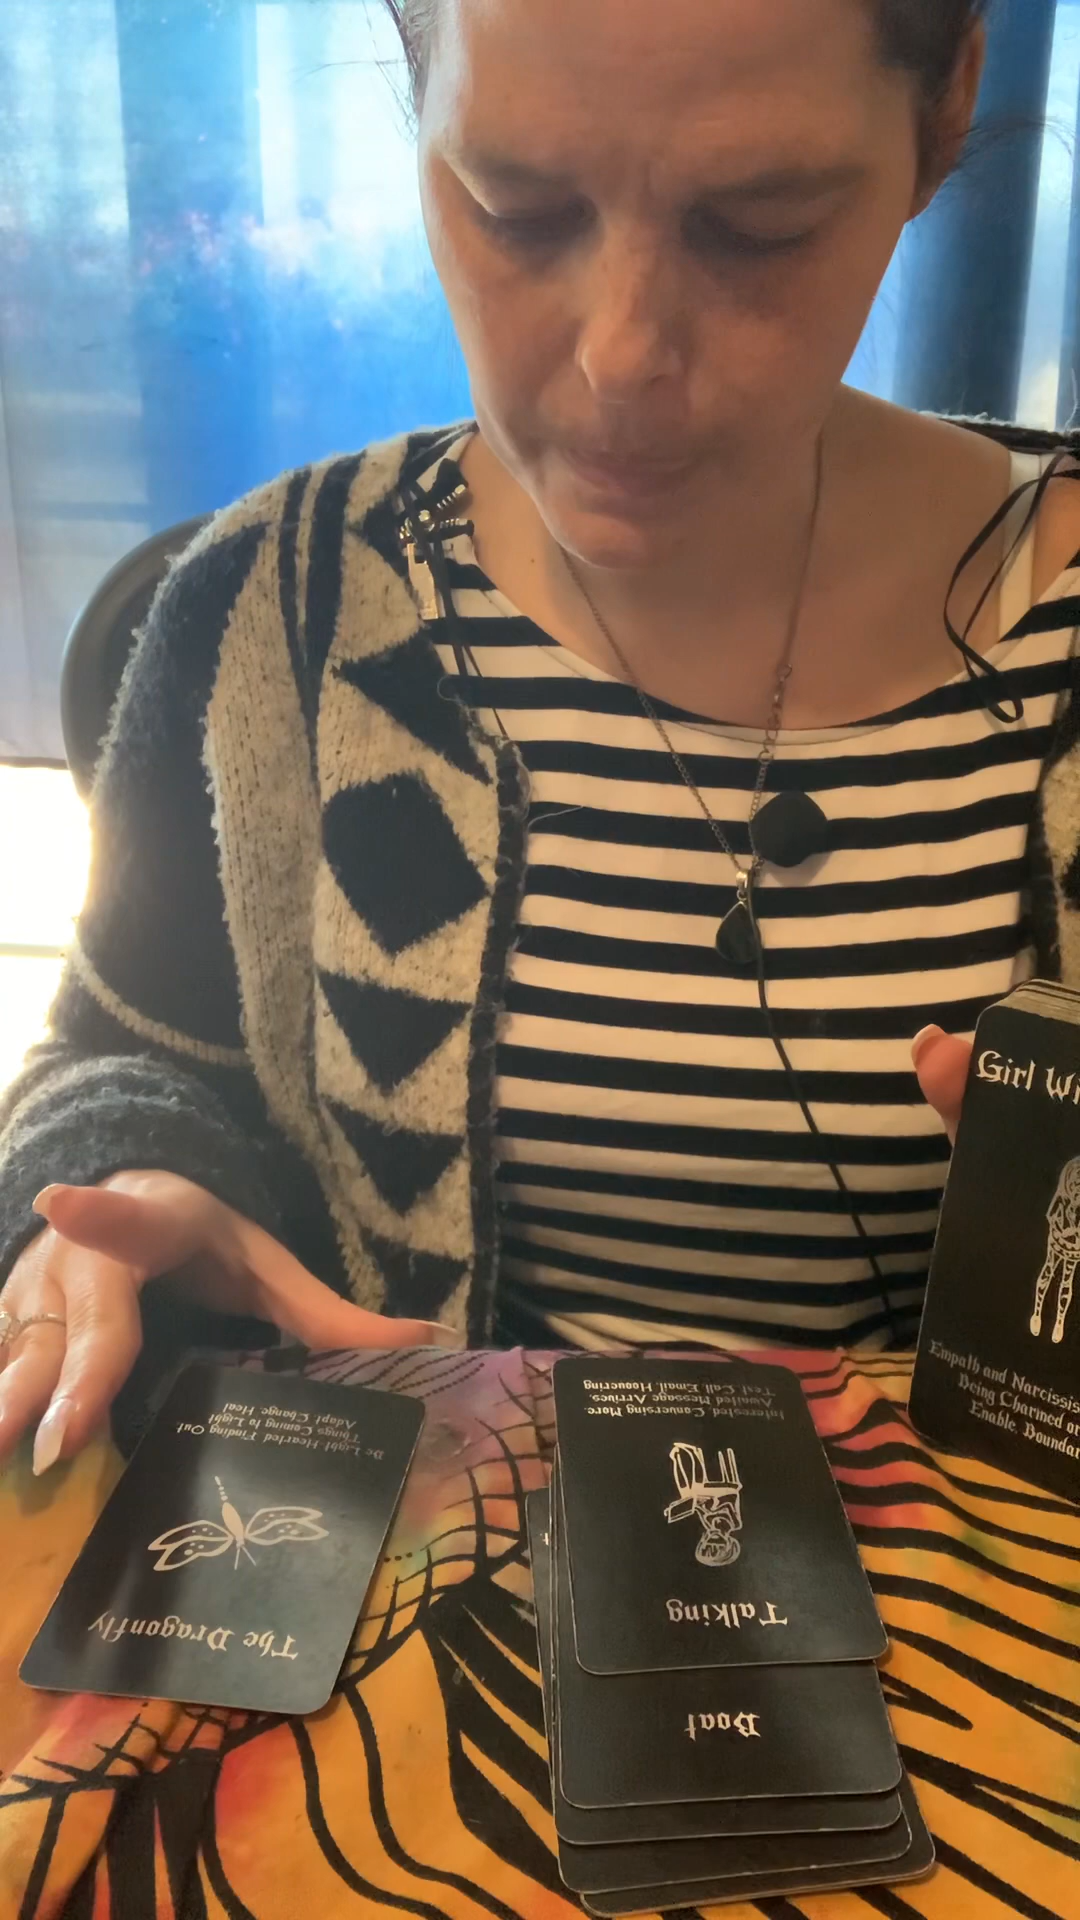 Girl Wi
Empath and Narcissis
Being Charmed or
Enable, Boundar
The Dragonfly
De Light Hearted Finding Out
Things Coming to Light
Adapt Change, Heal
Talking
Interested, Conversing More,
Awaited Message Arrives,
Text Call Email, Hoovering
Boat